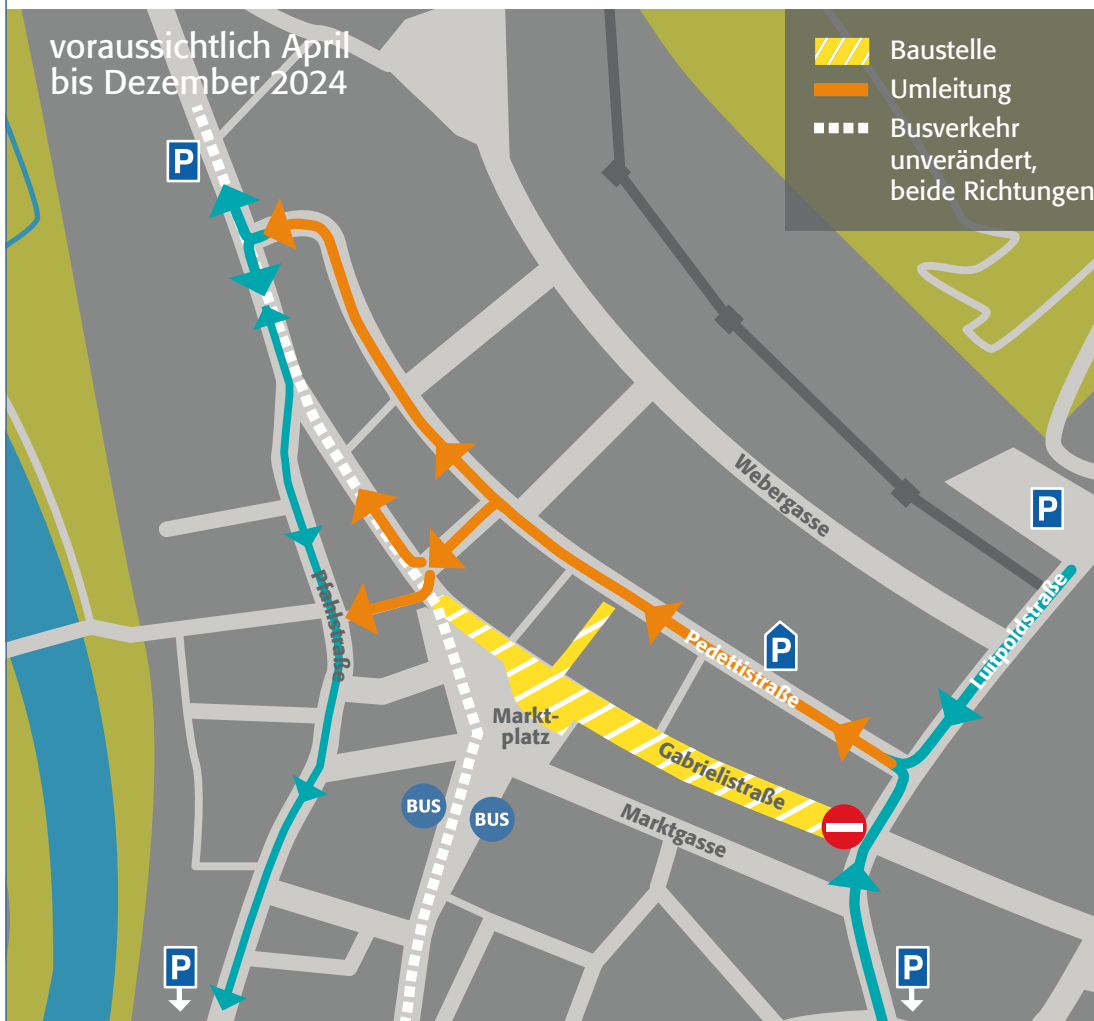 voraussichtlich April
bis Dezember 2024
Baustelle
Umleitung
Busverkehr
unverändert,
beide Richtungen
P
Webergasse
P
Pfahlstraße
Luitpoldstraße
P
Pedettistraße
Markt-
platz
Gabrielistraße
BUS
BUS
Marktgasse
P
P